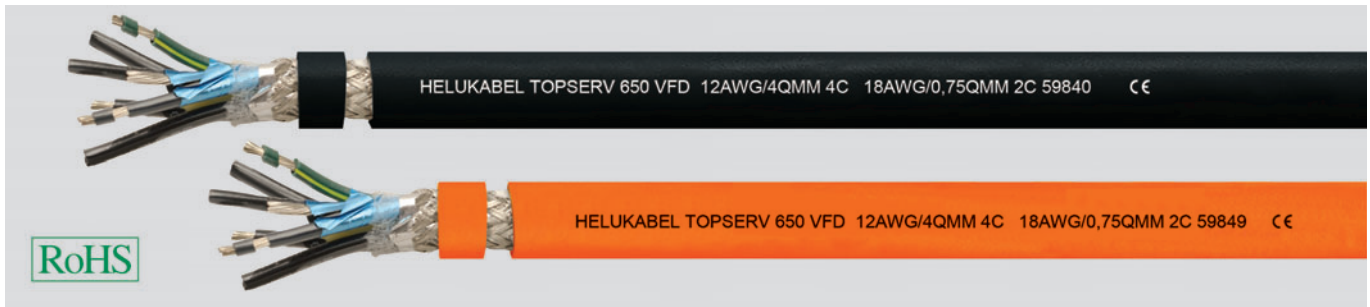 HELUKABEL TOPSERV 650 VFD 12AWG/4QMM 4C 18AWG/0,75QMM 2C 59840 CE
HELUKABEL TOPSERV 650 VFD 12AWG/4QMM 4C 18AWG/0,75QMM 2C 59849 CE
RoHS